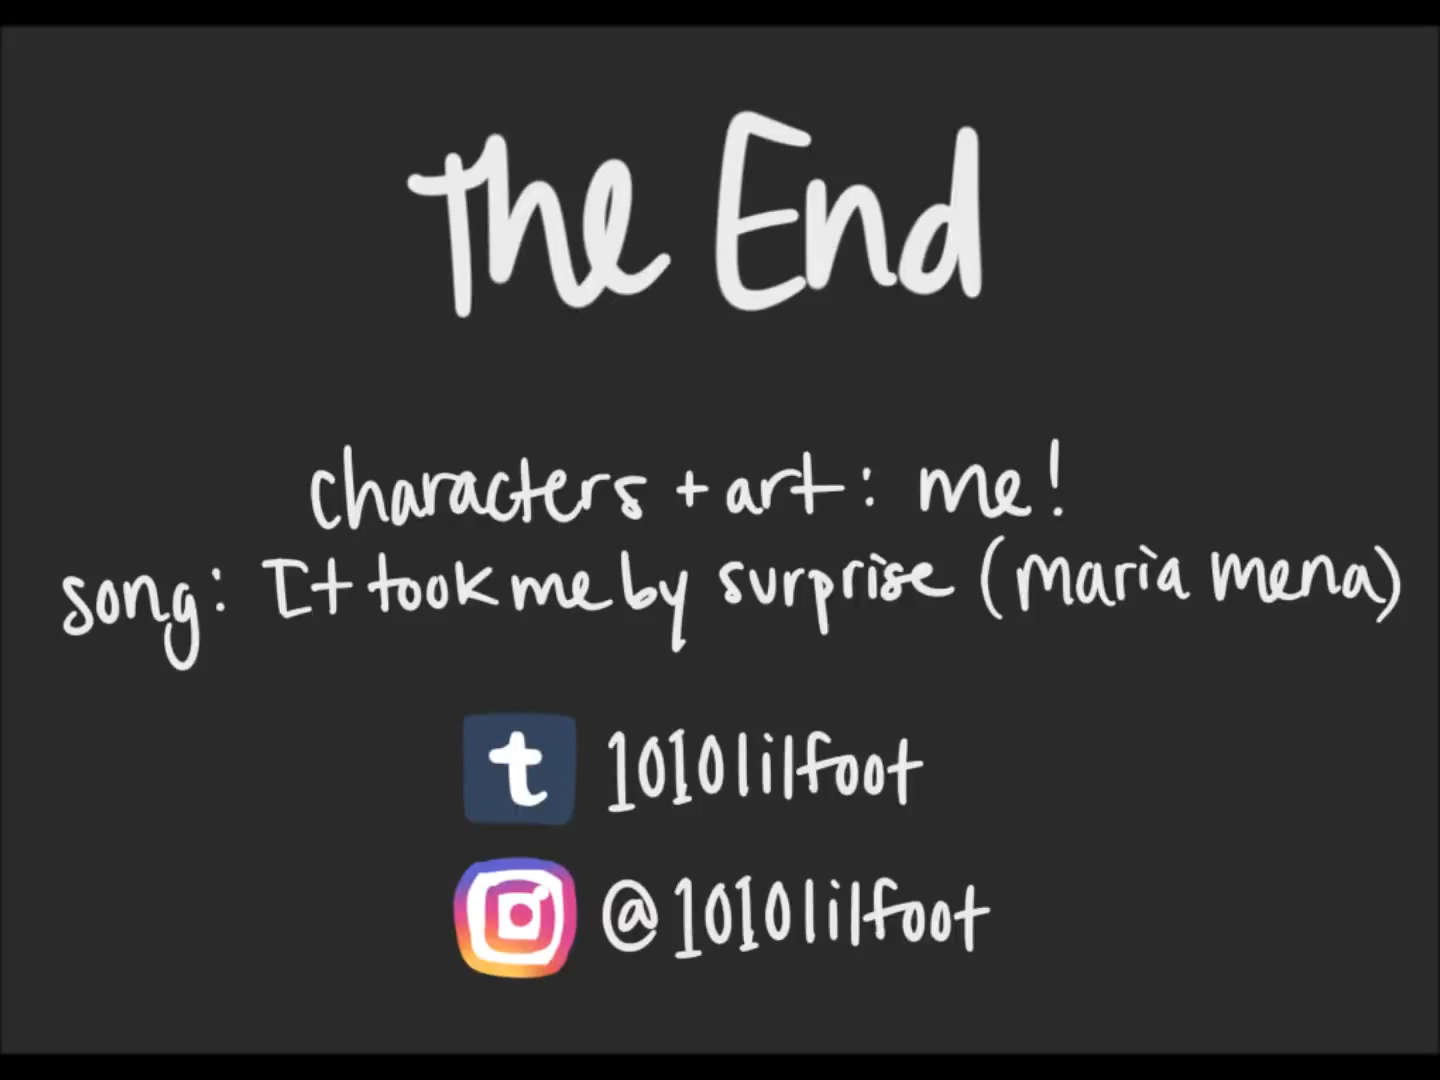 The End
characters + art: me!
song: It took me by surprise (maria mena)
t 1010lilfoot
@1010lilfoot